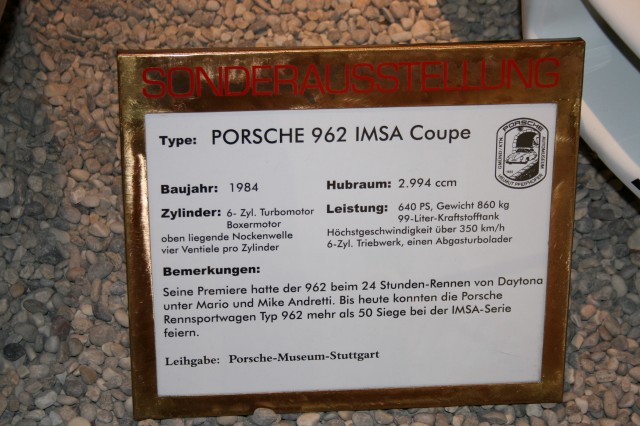 SONDERAUSSTELLUNG
Type: PORSCHE 962 IMSA Coupe
PORSCHE
Baujahr: 1984
Hubraum: 2.994 ccm
Zylinder: 6- Zyl. Turbomotor
Boxermotor
oben liegende Nockenwelle
vier Ventiele pro Zylinder
Leistung: 640 PS, Gewicht 860 kg
99-Liter-Kraftstofftank
Höchstgeschwindigkeit über 350 km/h
6-Zyl. Triebwerk, einen Abgasturbolader
Bemerkungen:
Seine Premiere hatte der 962 beim 24 Stunden-Rennen von Daytona
unter Mario und Mike Andretti. Bis heute konnten die Porsche
Rennsportwagen Typ 962 mehr als 50 Siege bei der IMSA-Serie
feiern.
Leihgabe: Porsche-Museum-Stuttgart